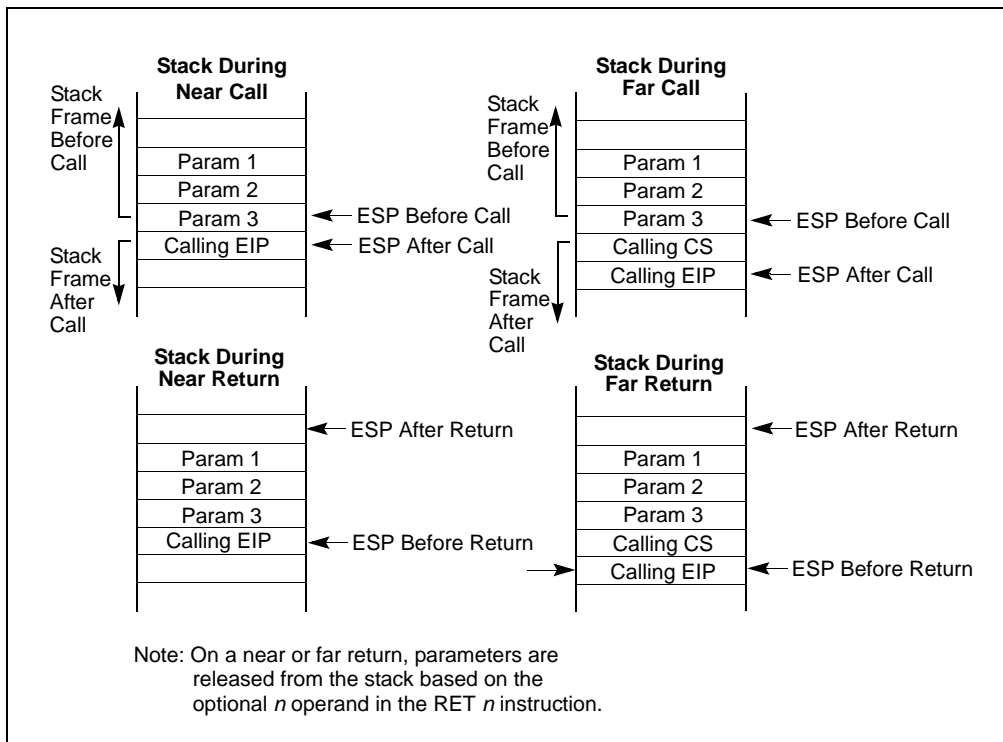 Stack During
Near Call
Stack
Frame
Before
Call
Param 1
Param 2
Param 3
ESP Before Call
Calling EIP
ESP After Call
Stack
Frame
After
Call
Stack During
Far Call
Stack
Frame
Before
Call
Param 1
Param 2
Param 3
ESP Before Call
Calling CS
Calling EIP
ESP After Call
Stack
Frame
After
Call
Stack During
Near Return
ESP After Return
Param 1
Param 2
Param 3
Calling EIP
ESP Before Return
Stack During
Far Return
ESP After Return
Param 1
Param 2
Param 3
Calling CS
Calling EIP
ESP Before Return
Note: On a near or far return, parameters are
released from the stack based on the
optional n operand in the RET n instruction.